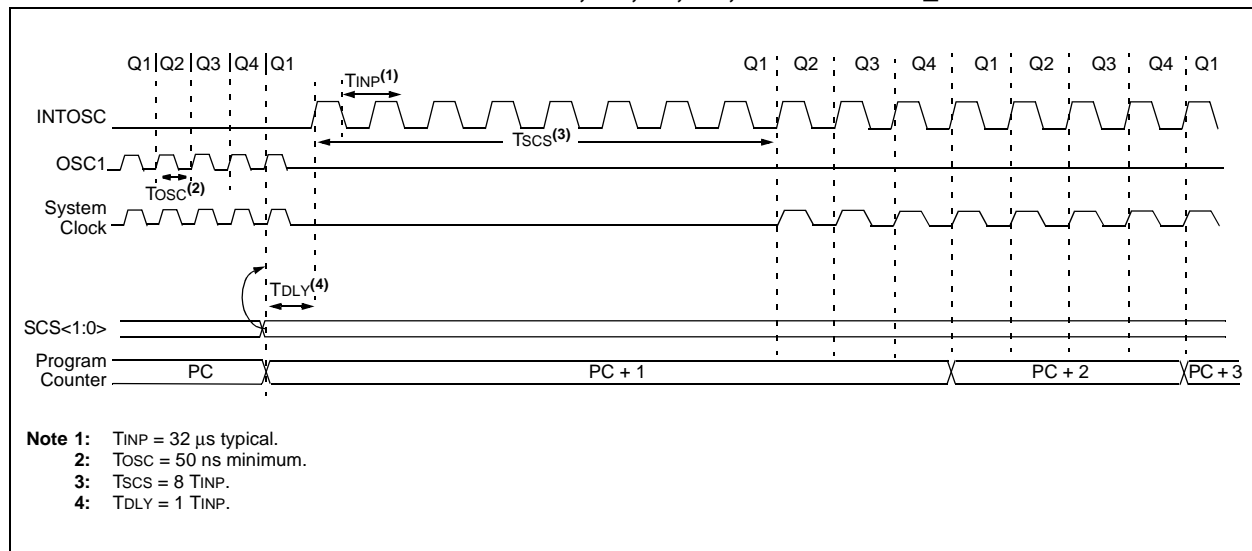 Q1 Q2 Q3 Q4 Q1 Q1 Q2 Q3 Q4 Q1 Q2 Q3 Q4 Q1
TINP(1)
INTOSC
TSCS(3)
OSC1
TOSC(2)
System
Clock
TDLY(4)
SCS<1:0>
Program
Counter
PC PC + 1 PC + 2 PC + 3
Note 1: TINP = 32 μs typical.
2: TOSC = 50 ns minimum.
3: TSCS = 8 TINP.
4: TDLY = 1 TINP.